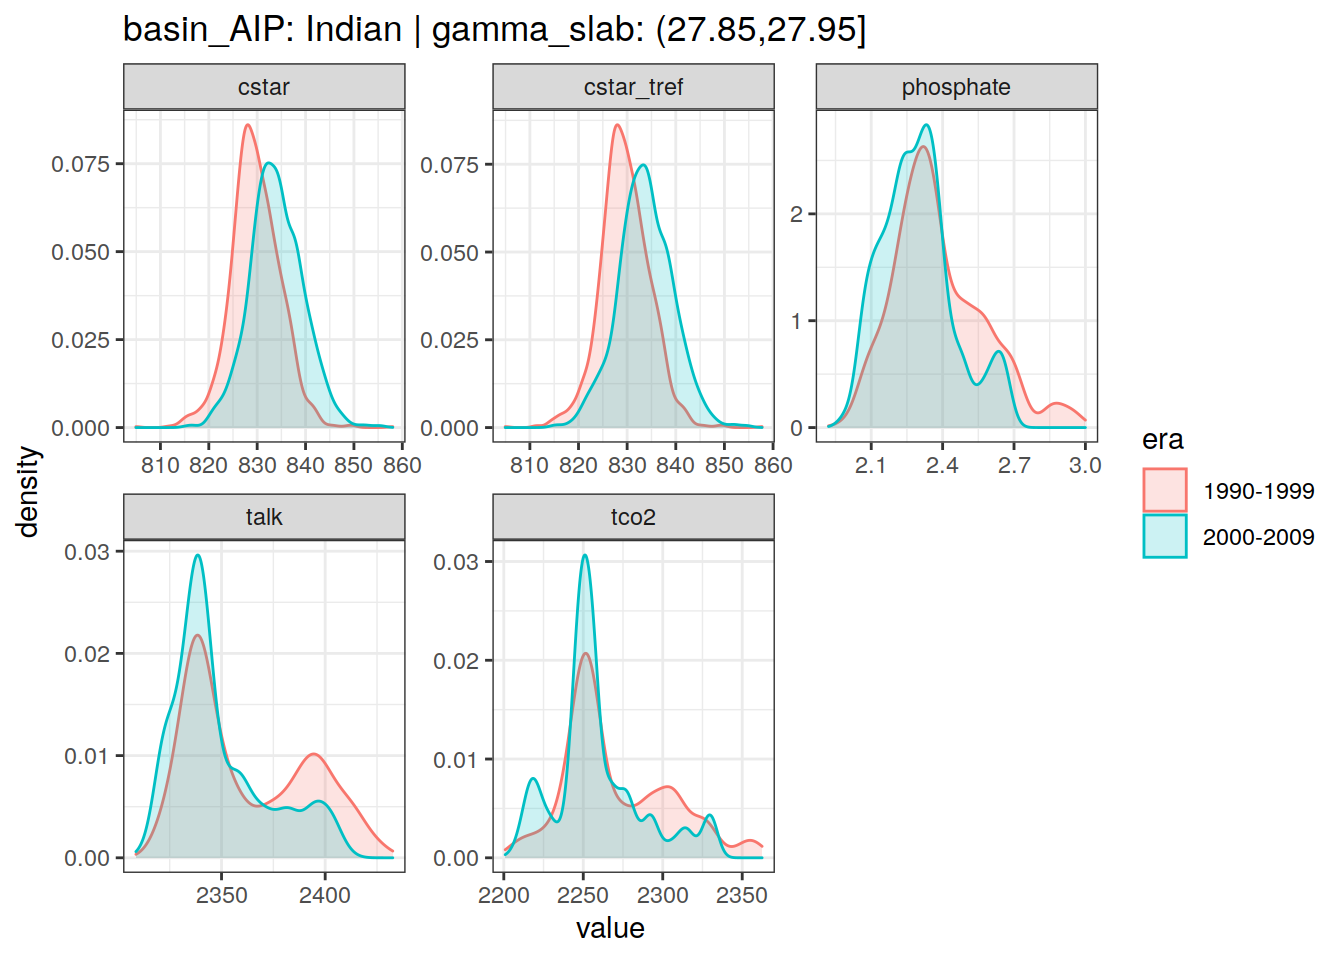 basin_AIP: Indian | gamma_slab: (27.85,27.95]
cstar
cstar_tref
phosphate
0.075
0.050
0.025
0.000
810 820 830 840 850 860
0.075
0.050
0.025
0.000
810 820 830 840 850 860
2
1
0
2.1 2.4 2.7 3.0
density
talk
tco2
0.03
0.02
0.01
0.00
2350 2400
0.03
0.02
0.01
0.00
2200 2250 2300 2350
value
era
1990-1999
2000-2009